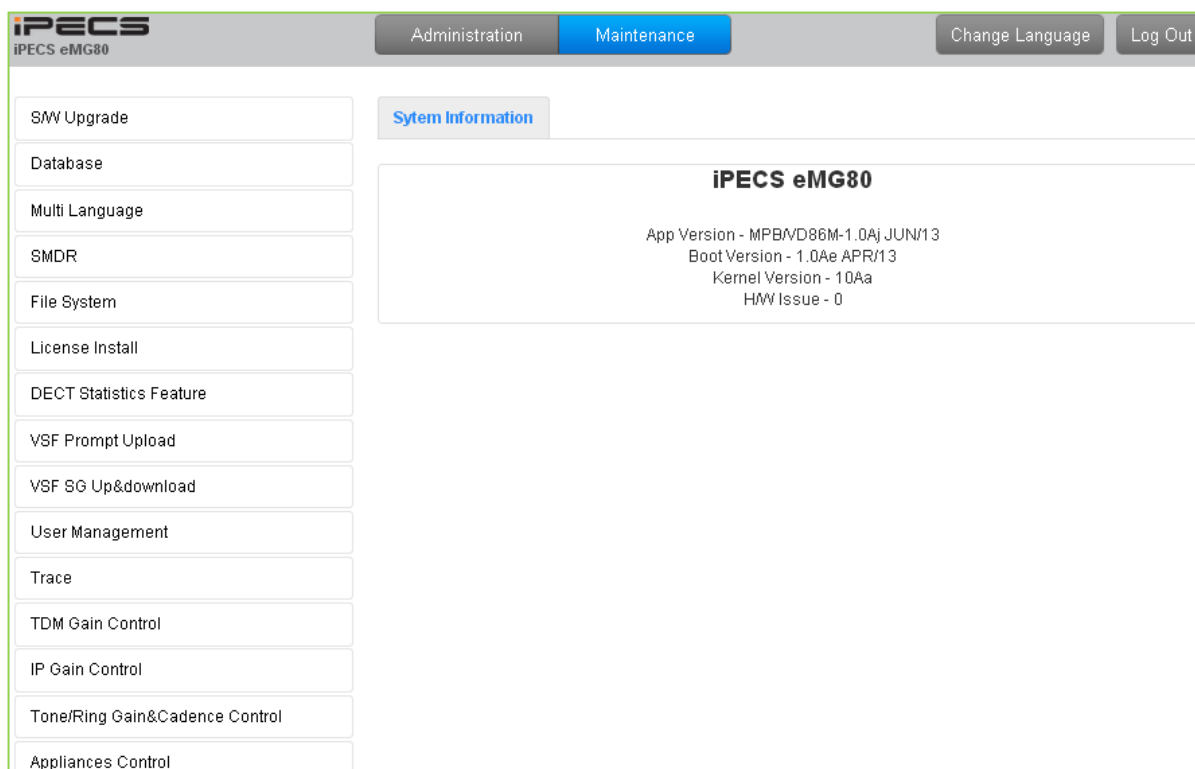 iPECS
iPECS eMG80
Administration
Maintenance
Change Language
Log Out
S/W Upgrade
Database
Multi Language
SMDR
File System
License Install
DECT Statistics Feature
VSF Prompt Upload
VSF SG Up&download
User Management
Trace
TDM Gain Control
IP Gain Control
Tone/Ring Gain&Cadence Control
Appliances Control
Sytem Information
iPECS eMG80
App Version - MPB/VD86M-1.0Aj JUN/13
Boot Version - 1.0Ae APR/13
Kernel Version - 10Aa
H/W Issue - 0